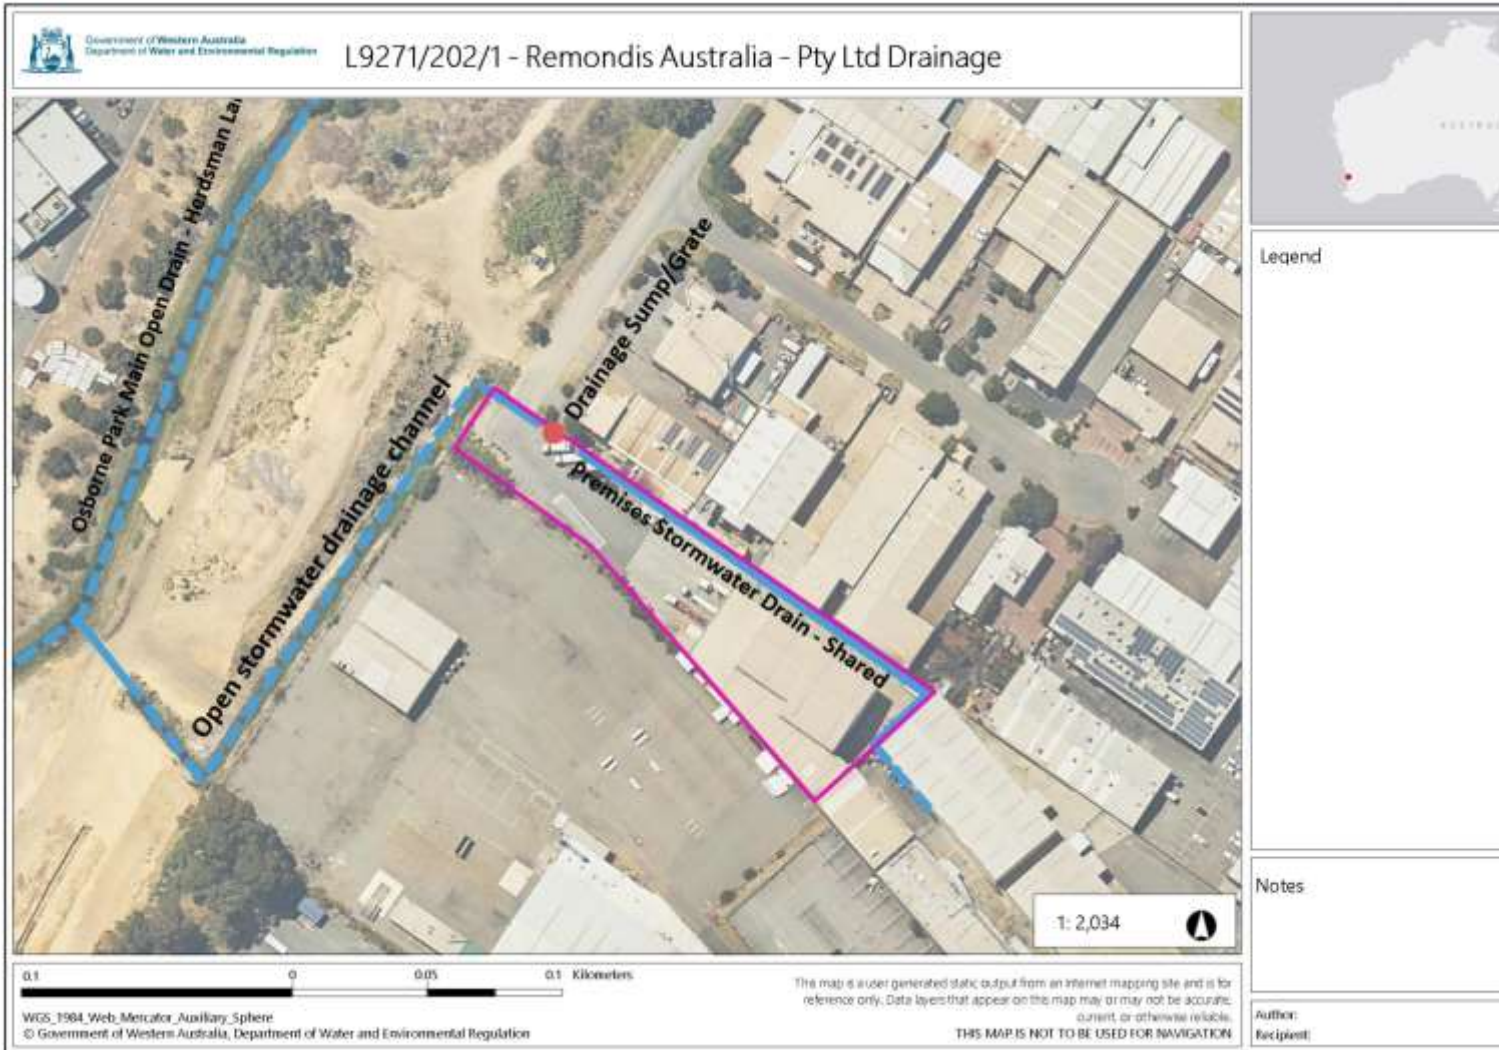 Government of Western Australia
Department of Water and Environmental Regulation
L9271/202/1 - Remondis Australia - Pty Ltd Drainage
Osborne Park Main Open Drain - Herdsman
Drainage Sump/Grate
Open stormwater drainage channel
Premises Stormwater Drain - Shared
1: 2,034
Legend
Notes
Author:
Recipient:
0.1 0 0.05 0.1 Kilometers
WGS_1984_Web_Mercator_Auxiliary_Sphere
© Government of Western Australia, Department of Water and Environmental Regulation
This map is a user generated static output from an Internet mapping site and is for
reference only. Data layers that appear on this map may or may not be accurate,
current, or otherwise reliable.
THIS MAP IS NOT TO BE USED FOR NAVIGATION